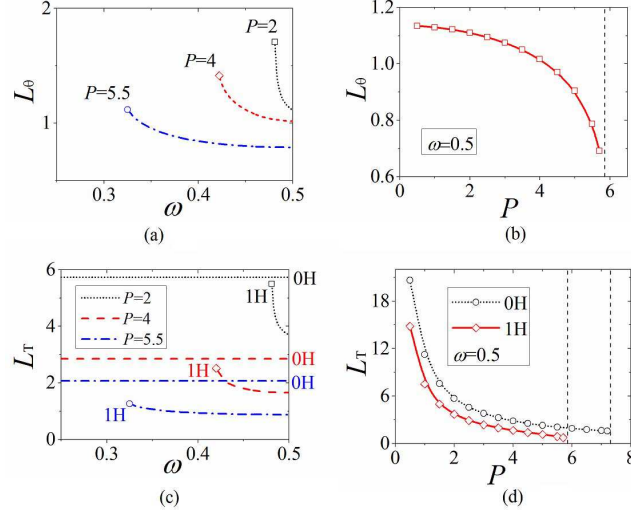 2
P=2
P=4
P=5.5
1
L_θ
0.3
0.4
0.5
ω
(a)
1.2
1.0
0.8
0.6
L_θ
ω=0.5
0
2
4
6
P
(b)
6
4
2
0
L_T
0H
1H
P=2
P=4
P=5.5
0H
1H
0H
1H
0.3
0.4
0.5
ω
(c)
18
12
6
0
L_T
0H
1H
ω=0.5
0
2
4
6
8
P
(d)